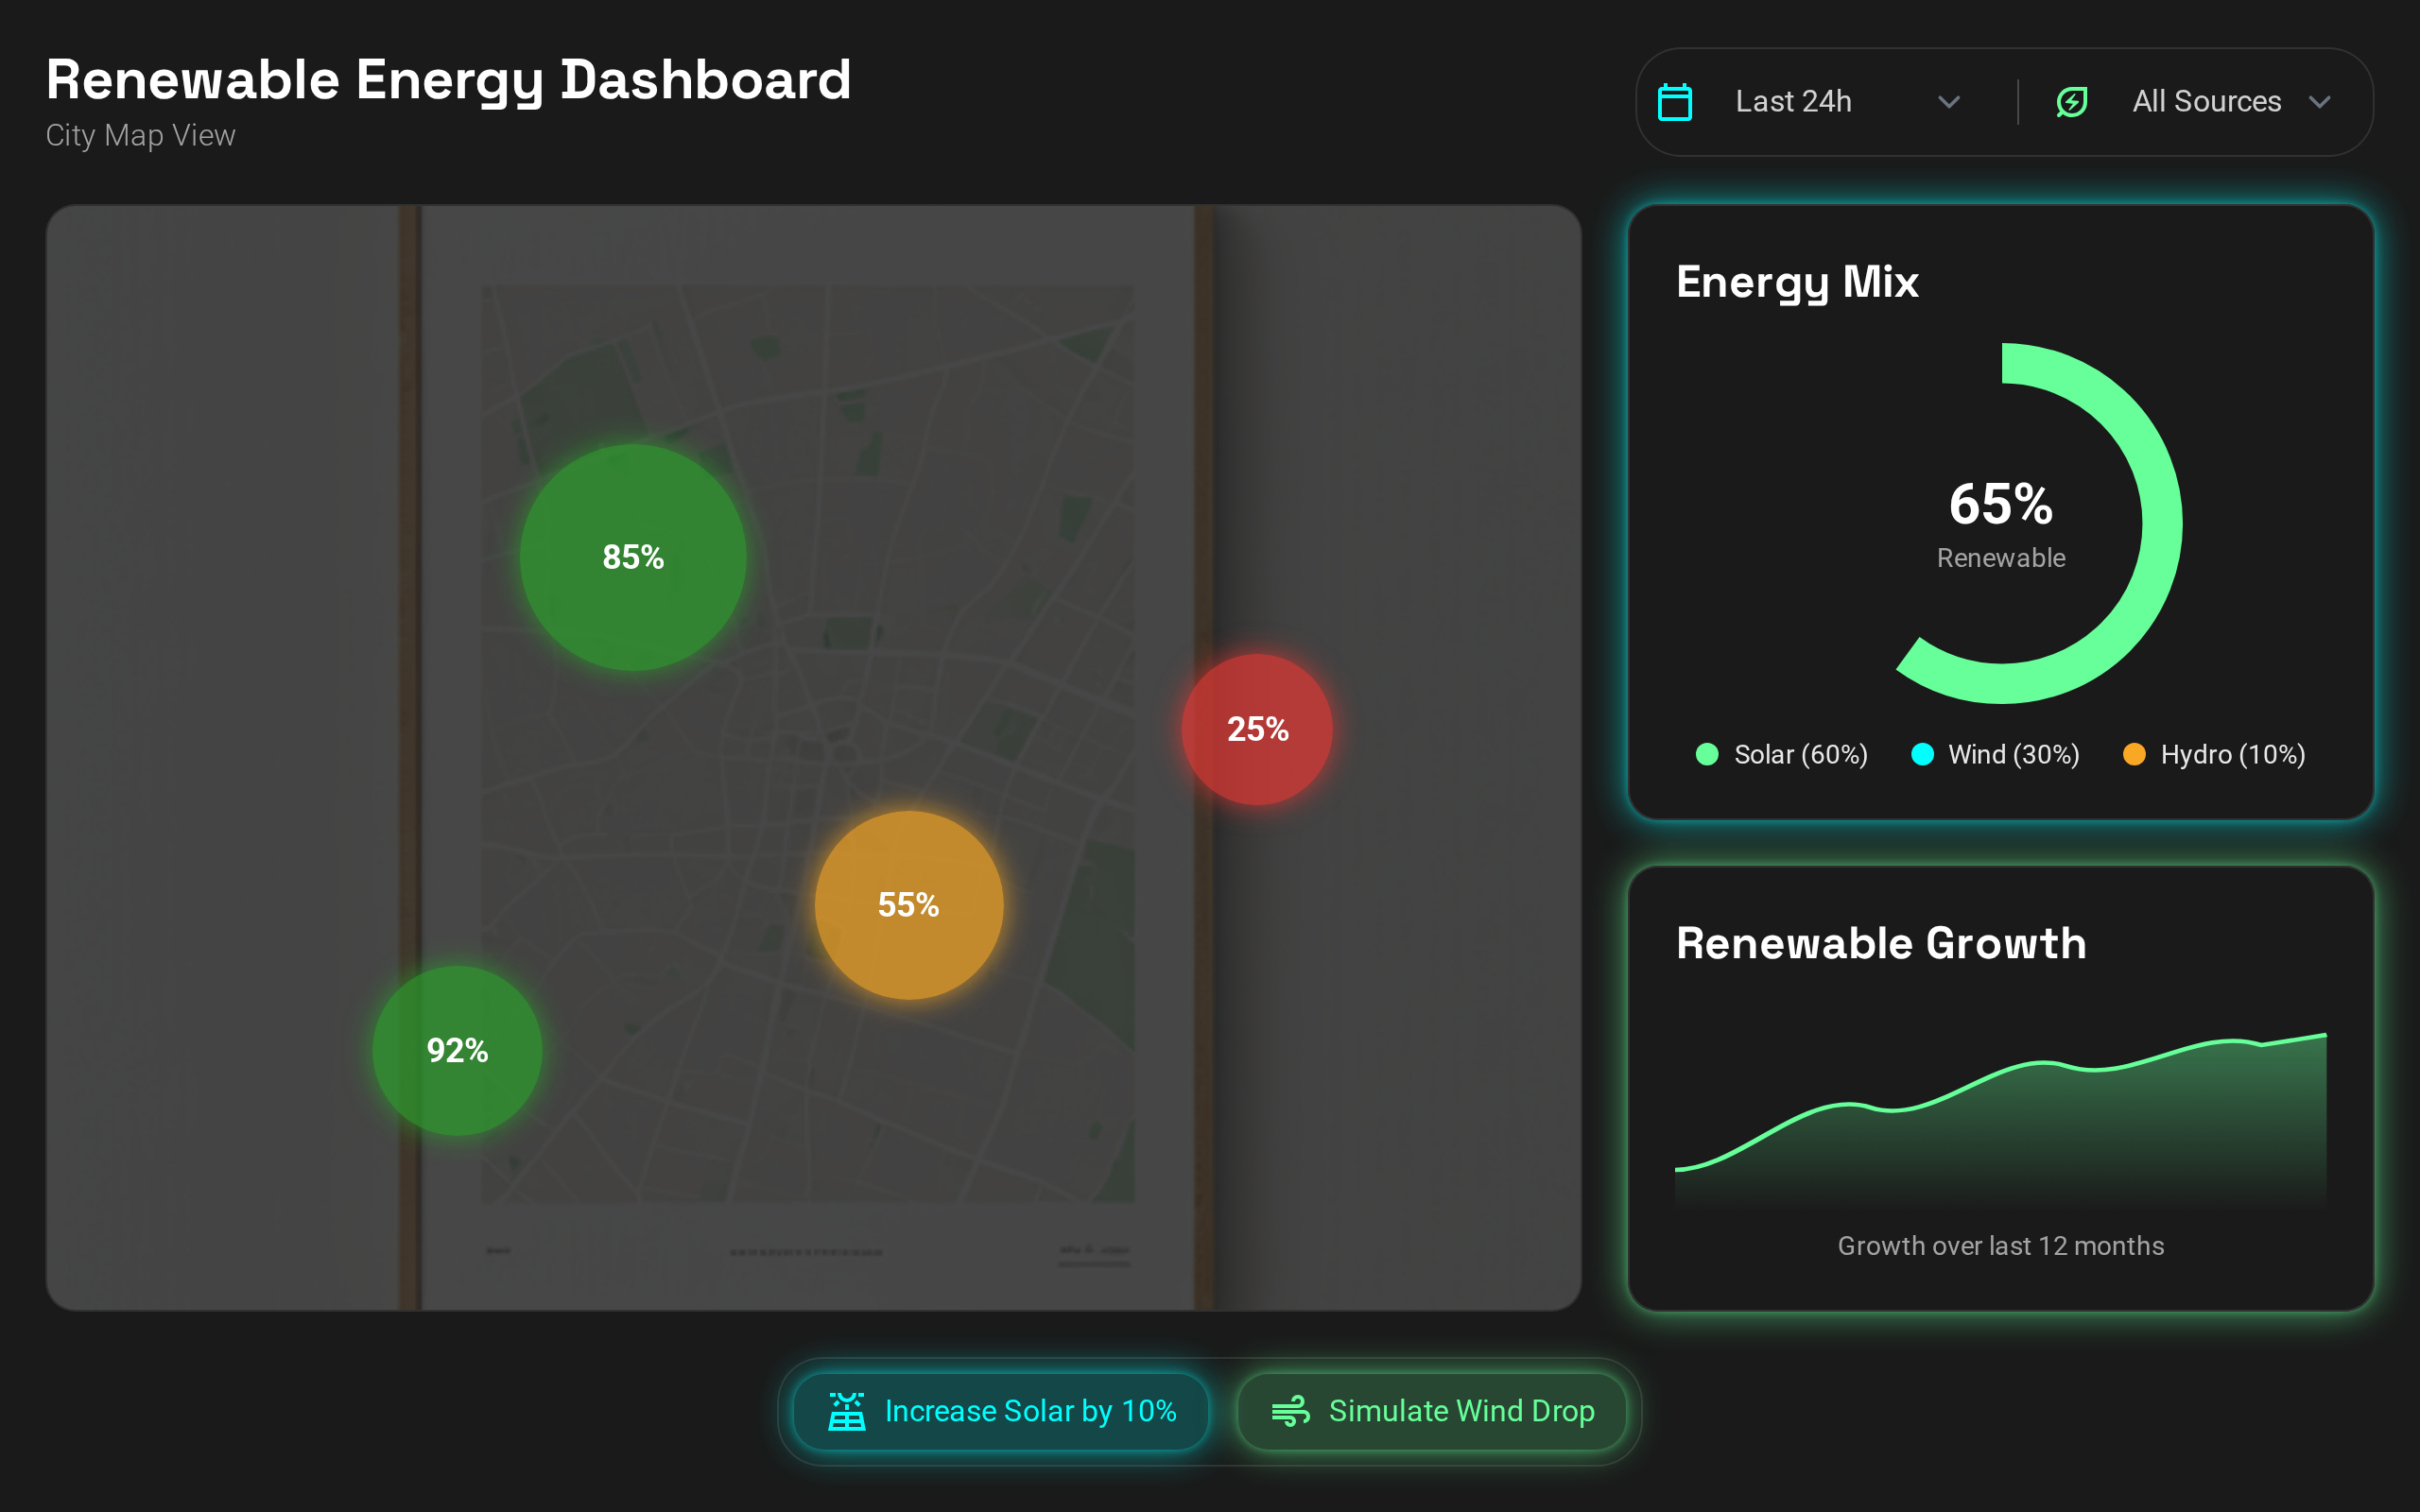 Renewable Energy Dashboard
City Map View
Last 24h
All Sources
85%
25%
55%
92%
Energy Mix
65%
Renewable
Solar (60%)
Wind (30%)
Hydro (10%)
Renewable Growth
Growth over last 12 months
Increase Solar by 10%
Simulate Wind Drop